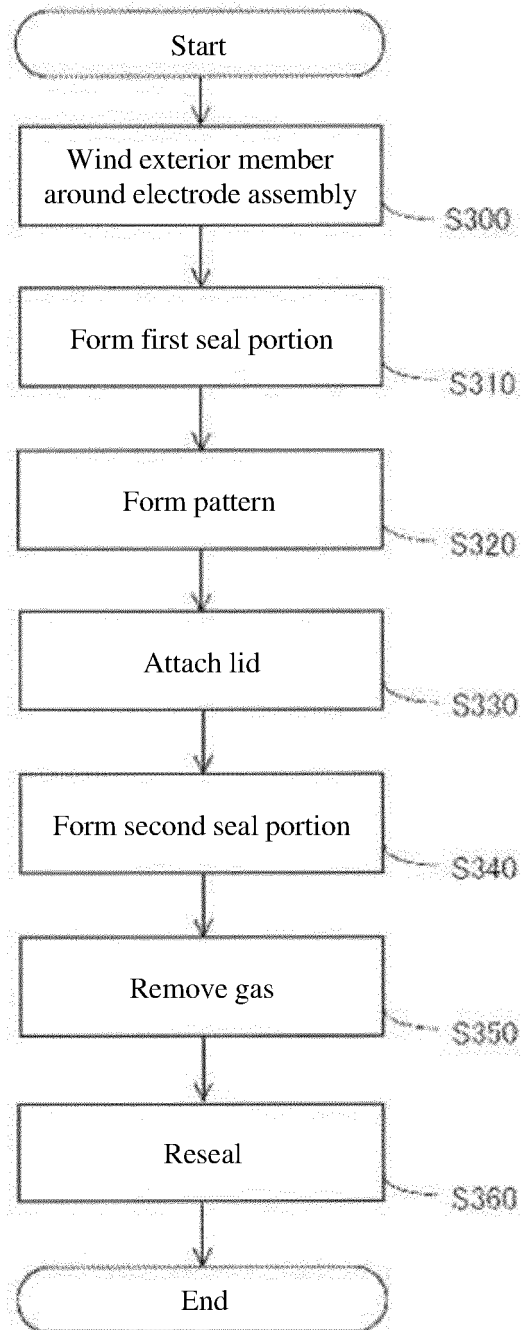 Start
Wind exterior member
around electrode assembly
S300
Form first seal portion
S310
Form pattern
S320
Attach lid
S330
Form second seal portion
S340
Remove gas
S350
Reseal
S360
End